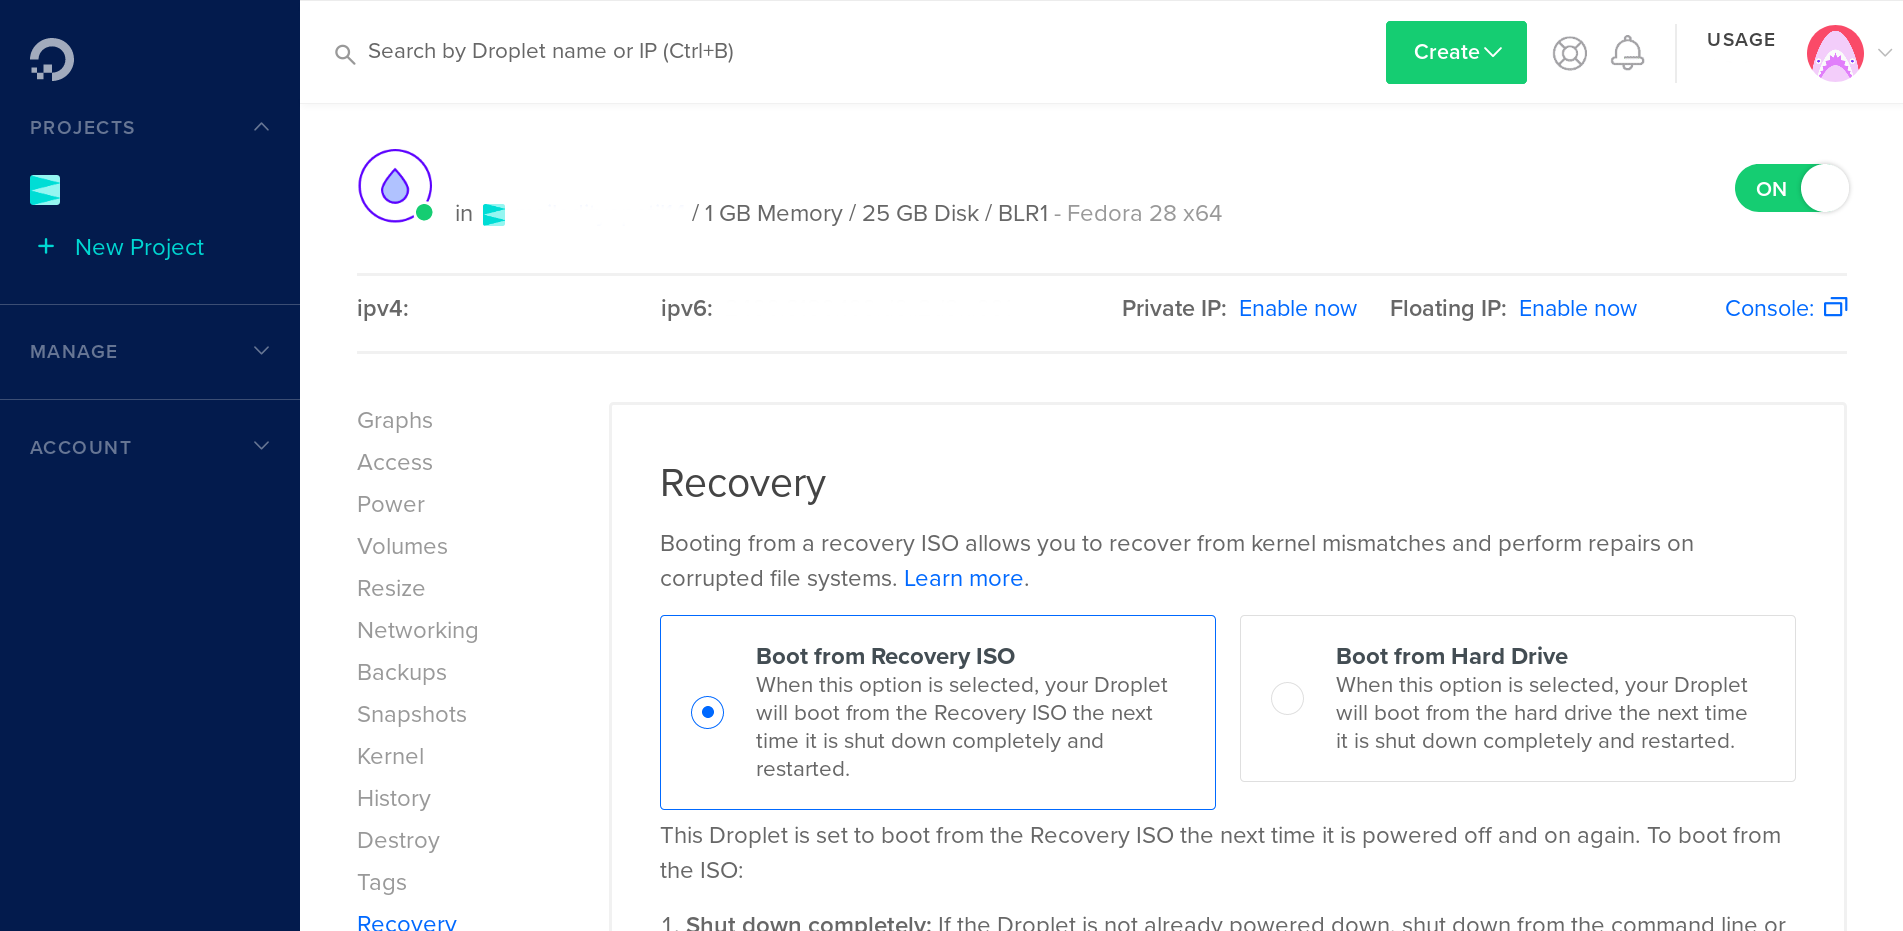 Search by Droplet name or IP (Ctrl+B)
Create
USAGE
PROJECTS
+ New Project
MANAGE
ACCOUNT
in / 1 GB Memory / 25 GB Disk / BLR1 - Fedora 28 x64
ON
ipv4: ipv6: Private IP: Enable now Floating IP: Enable now Console:
Graphs
Access
Power
Volumes
Resize
Networking
Backups
Snapshots
Kernel
History
Destroy
Tags
Recovery
Recovery
Booting from a recovery ISO allows you to recover from kernel mismatches and perform repairs on
corrupted file systems. Learn more.
Boot from Recovery ISO
When this option is selected, your Droplet
will boot from the Recovery ISO the next
time it is shut down completely and
restarted.
Boot from Hard Drive
When this option is selected, your Droplet
will boot from the hard drive the next time
it is shut down completely and restarted.
This Droplet is set to boot from the Recovery ISO the next time it is powered off and on again. To boot from
the ISO:
1. Shut down completely: If the Droplet is not already powered down, shut down from the command line or